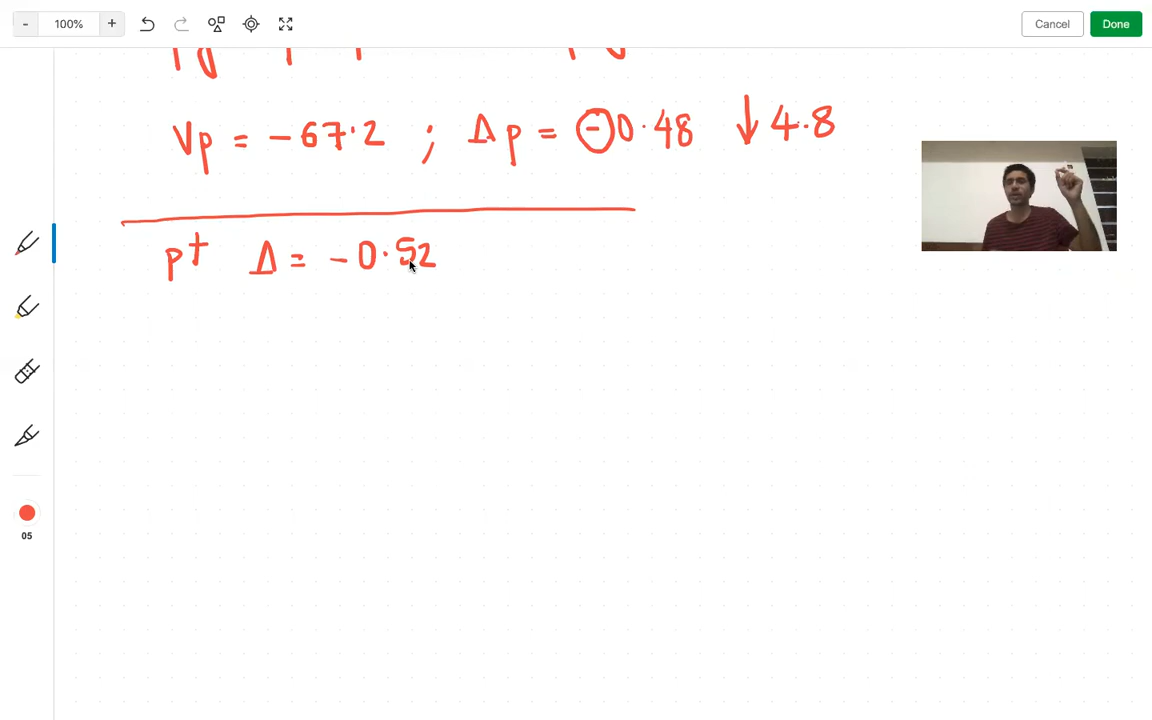 - 100% + Cancel Done
Vp = -67.2 ; Δp = -0.48 ↓4.8
p† Δ = -0.52
05